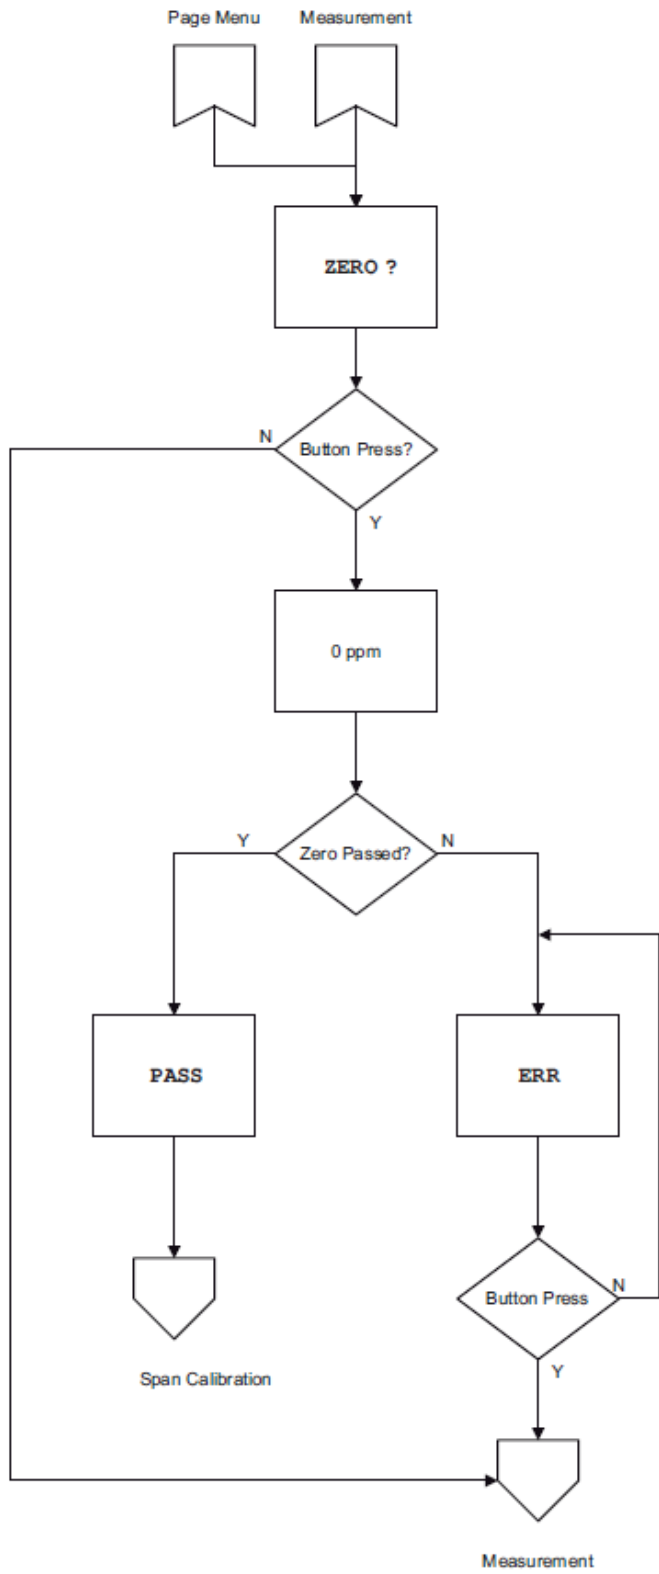 Page Menu
Measurement
ZERO ?
N
Button Press?
Y
0 ppm
Y
Zero Passed?
N
PASS
ERR
Button Press
N
Y
Span Calibration
Measurement